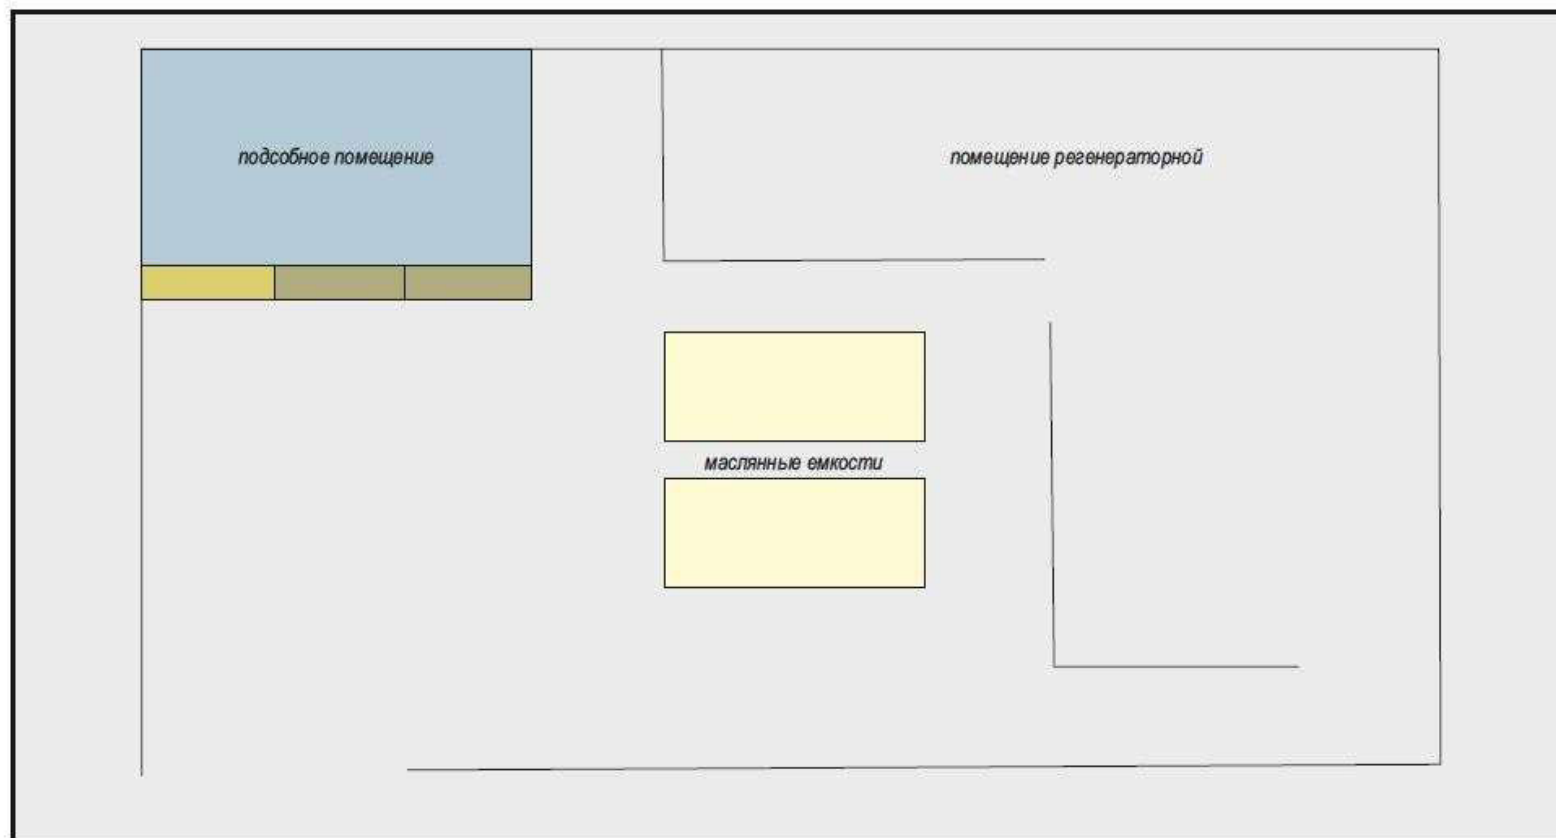 подсобное помещение
помещение регенераторной
маслянные емкости